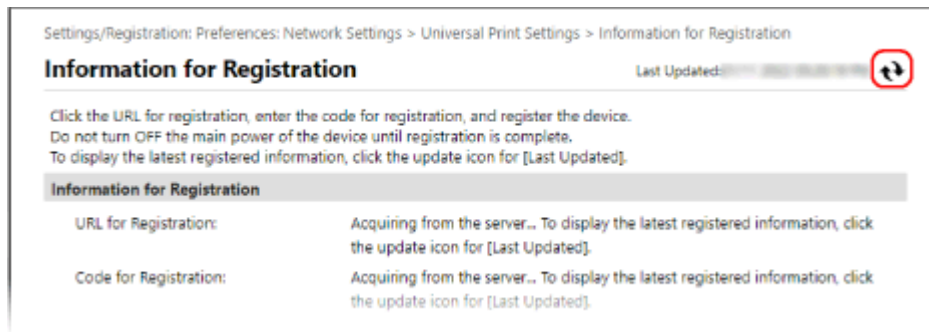 Settings/Registration: Preferences: Network Settings > Universal Print Settings > Information for Registration
Information for Registration
Last Updated:
Click the URL for registration, enter the code for registration, and register the device.
Do not turn OFF the main power of the device until registration is complete.
To display the latest registered information, click the update icon for [Last Updated].
Information for Registration
URL for Registration: Acquiring from the server... To display the latest registered information, click
the update icon for [Last Updated].
Code for Registration: Acquiring from the server... To display the latest registered information, click
the update icon for [Last Updated].